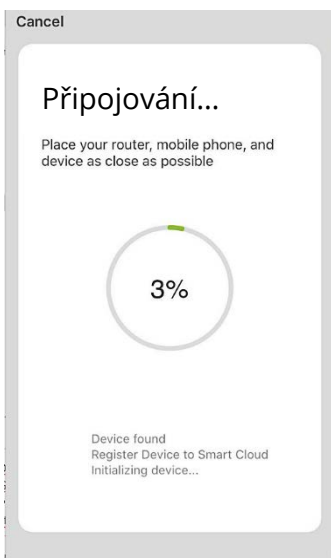 Cancel
Připojování...
Place your router, mobile phone, and
device as close as possible
3%
Device found
Register Device to Smart Cloud
Initializing device...